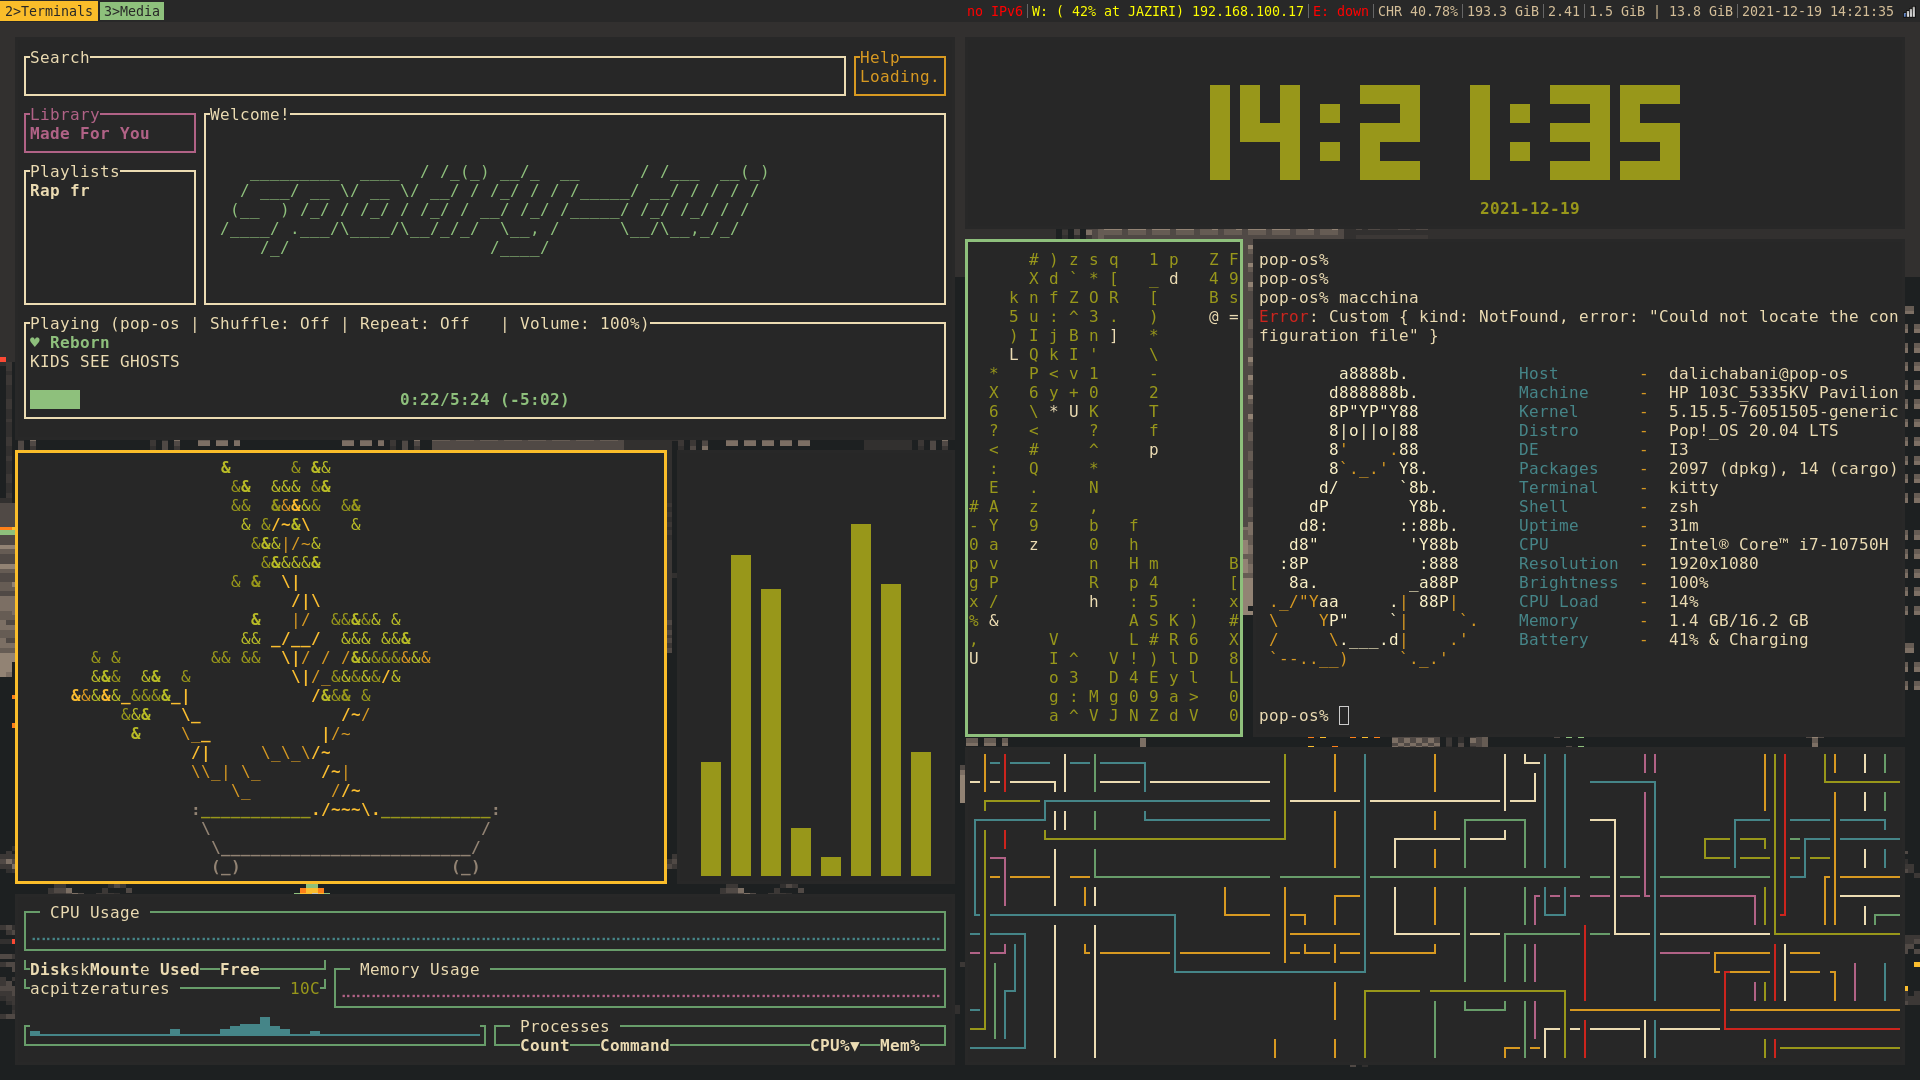 2>Terminals 3>Media
no IPv6|W: ( 42% at JAZIRI) 192.168.100.17|E: down|CHR 40.78%|193.3 GiB|2.41|1.5 GiB | 13.8 GiB|2021-12-19 14:21:35
Search
Help
Loading.
Library
Made For You
Welcome!
Playlists
Rap fr
spotify-tui
Playing (pop-os | Shuffle: Off | Repeat: Off   | Volume: 100%)
♥ Reborn
KIDS SEE GHOSTS
0:22/5:24 (-5:02)
14:21:35
2021-12-19
pop-os%
pop-os%
pop-os% macchina
Error: Custom { kind: NotFound, error: "Could not locate the con
figuration file" }
Host - dalichabani@pop-os
Machine - HP 103C_5335KV Pavilion
Kernel - 5.15.5-76051505-generic
Distro - Pop!_OS 20.04 LTS
DE - I3
Packages - 2097 (dpkg), 14 (cargo)
Terminal - kitty
Shell - zsh
Uptime - 31m
CPU - Intel® Core™ i7-10750H
Resolution - 1920x1080
Brightness - 100%
CPU Load - 14%
Memory - 1.4 GB/16.2 GB
Battery - 41% & Charging
pop-os%
CPU Usage
DiskskMounte Used Free
acpitzeratures 10C
Memory Usage
Processes
Count Command CPU%▼ Mem%